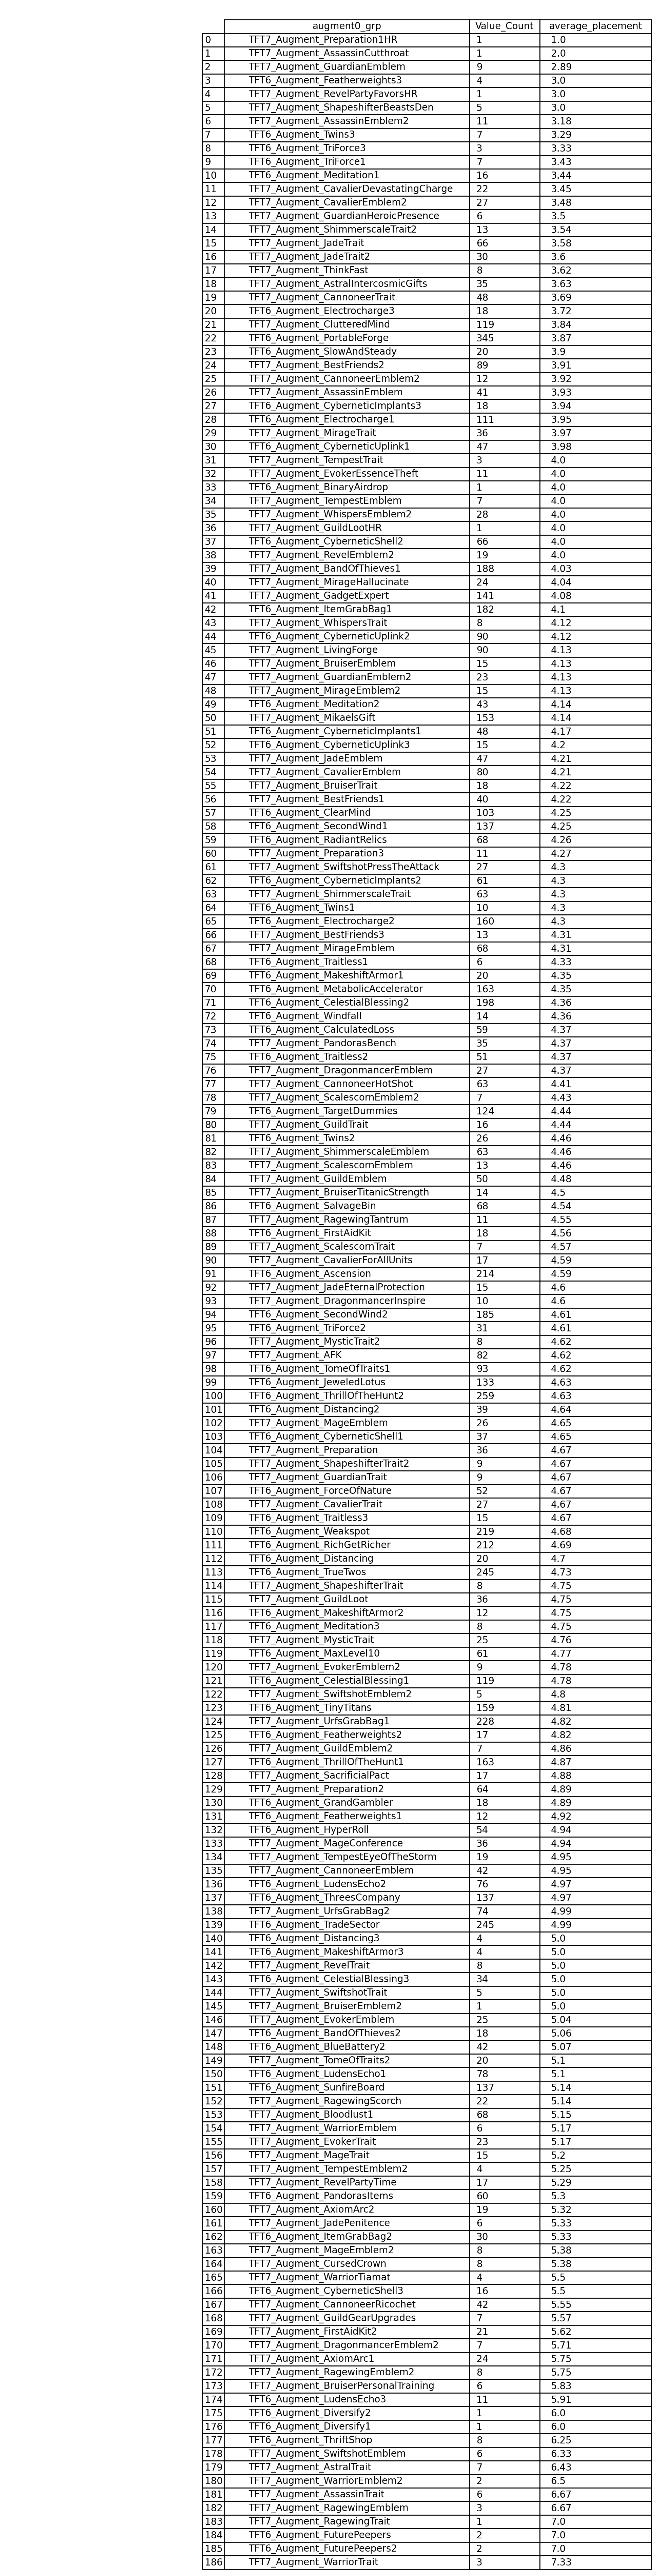 augment0_grp Value_Count average_placement
0 TFT7_Augment_Preparation1HR 1 1.0
1 TFT7_Augment_AssassinCutthroat 1 2.0
2 TFT7_Augment_GuardianEmblem 9 2.89
3 TFT6_Augment_Featherweights3 4 3.0
4 TFT7_Augment_RevelPartyFavorsHR 1 3.0
5 TFT7_Augment_ShapeshifterBeastsDen 5 3.0
6 TFT7_Augment_AssassinEmblem2 11 3.18
7 TFT6_Augment_Twins3 7 3.29
8 TFT6_Augment_TriForce3 3 3.33
9 TFT6_Augment_TriForce1 7 3.43
10 TFT6_Augment_Meditation1 16 3.44
11 TFT7_Augment_CavalierDevastatingCharge 22 3.45
12 TFT7_Augment_CavalierEmblem2 27 3.48
13 TFT7_Augment_GuardianHeroicPresence 6 3.5
14 TFT7_Augment_ShimmerscaleTrait2 13 3.54
15 TFT7_Augment_JadeTrait 66 3.58
16 TFT7_Augment_JadeTrait2 30 3.6
17 TFT7_Augment_ThinkFast 8 3.62
18 TFT7_Augment_AstralIntercosmicGifts 35 3.63
19 TFT7_Augment_CannoneerTrait 48 3.69
20 TFT6_Augment_Electrocharge3 18 3.72
21 TFT7_Augment_ClutteredMind 119 3.84
22 TFT6_Augment_PortableForge 345 3.87
23 TFT6_Augment_SlowAndSteady 20 3.9
24 TFT7_Augment_BestFriends2 89 3.91
25 TFT7_Augment_CannoneerEmblem2 12 3.92
26 TFT7_Augment_AssassinEmblem 41 3.93
27 TFT6_Augment_CyberneticImplants3 18 3.94
28 TFT6_Augment_Electrocharge1 111 3.95
29 TFT7_Augment_MirageTrait 36 3.97
30 TFT6_Augment_CyberneticUplink1 47 3.98
31 TFT7_Augment_TempestTrait 3 4.0
32 TFT7_Augment_EvokerEssenceTheft 11 4.0
33 TFT6_Augment_BinaryAirdrop 1 4.0
34 TFT7_Augment_TempestEmblem 7 4.0
35 TFT7_Augment_WhispersEmblem2 28 4.0
36 TFT7_Augment_GuildLootHR 1 4.0
37 TFT6_Augment_CyberneticShell2 66 4.0
38 TFT7_Augment_RevelEmblem2 19 4.0
39 TFT7_Augment_BandOfThieves1 188 4.03
40 TFT7_Augment_MirageHallucinate 24 4.04
41 TFT7_Augment_GadgetExpert 141 4.08
42 TFT6_Augment_ItemGrabBag1 182 4.1
43 TFT7_Augment_WhispersTrait 8 4.12
44 TFT6_Augment_CyberneticUplink2 90 4.12
45 TFT7_Augment_LivingForge 90 4.13
46 TFT7_Augment_BruiserEmblem 15 4.13
47 TFT7_Augment_GuardianEmblem2 23 4.13
48 TFT7_Augment_MirageEmblem2 15 4.13
49 TFT6_Augment_Meditation2 43 4.14
50 TFT7_Augment_MikaelsGift 153 4.14
51 TFT6_Augment_CyberneticImplants1 48 4.17
52 TFT6_Augment_CyberneticUplink3 15 4.2
53 TFT7_Augment_JadeEmblem 47 4.21
54 TFT7_Augment_CavalierEmblem 80 4.21
55 TFT7_Augment_BruiserTrait 18 4.22
56 TFT7_Augment_BestFriends1 40 4.22
57 TFT6_Augment_ClearMind 103 4.25
58 TFT6_Augment_SecondWind1 137 4.25
59 TFT6_Augment_RadiantRelics 68 4.26
60 TFT7_Augment_Preparation3 11 4.27
61 TFT7_Augment_SwiftshotPressTheAttack 27 4.3
62 TFT6_Augment_CyberneticImplants2 61 4.3
63 TFT7_Augment_ShimmerscaleTrait 63 4.3
64 TFT6_Augment_Twins1 10 4.3
65 TFT6_Augment_Electrocharge2 160 4.3
66 TFT7_Augment_BestFriends3 13 4.31
67 TFT7_Augment_MirageEmblem 68 4.31
68 TFT6_Augment_Traitless1 6 4.33
69 TFT6_Augment_MakeshiftArmor1 20 4.35
70 TFT6_Augment_MetabolicAccelerator 163 4.35
71 TFT6_Augment_CelestialBlessing2 198 4.36
72 TFT6_Augment_Windfall 14 4.36
73 TFT6_Augment_CalculatedLoss 59 4.37
74 TFT7_Augment_PandorasBench 35 4.37
75 TFT6_Augment_Traitless2 51 4.37
76 TFT7_Augment_DragonmancerEmblem 27 4.37
77 TFT7_Augment_CannoneerHotShot 63 4.41
78 TFT7_Augment_ScalescornEmblem2 7 4.43
79 TFT6_Augment_TargetDummies 124 4.44
80 TFT7_Augment_GuildTrait 16 4.44
81 TFT6_Augment_Twins2 26 4.46
82 TFT7_Augment_ShimmerscaleEmblem 63 4.46
83 TFT7_Augment_ScalescornEmblem 13 4.46
84 TFT7_Augment_GuildEmblem 50 4.48
85 TFT7_Augment_BruiserTitanicStrength 14 4.5
86 TFT6_Augment_SalvageBin 68 4.54
87 TFT7_Augment_RagewingTantrum 11 4.55
88 TFT6_Augment_FirstAidKit 18 4.56
89 TFT7_Augment_ScalescornTrait 7 4.57
90 TFT7_Augment_CavalierForAllUnits 17 4.59
91 TFT6_Augment_Ascension 214 4.59
92 TFT7_Augment_JadeEternalProtection 15 4.6
93 TFT7_Augment_DragonmancerInspire 10 4.6
94 TFT6_Augment_SecondWind2 185 4.61
95 TFT6_Augment_TriForce2 31 4.61
96 TFT7_Augment_MysticTrait2 8 4.62
97 TFT7_Augment_AFK 82 4.62
98 TFT6_Augment_TomeOfTraits1 93 4.62
99 TFT6_Augment_JeweledLotus 133 4.63
100 TFT6_Augment_ThrillOfTheHunt2 259 4.63
101 TFT6_Augment_Distancing2 39 4.64
102 TFT7_Augment_MageEmblem 26 4.65
103 TFT6_Augment_CyberneticShell1 37 4.65
104 TFT7_Augment_Preparation 36 4.67
105 TFT7_Augment_ShapeshifterTrait2 9 4.67
106 TFT7_Augment_GuardianTrait 9 4.67
107 TFT6_Augment_ForceOfNature 52 4.67
108 TFT7_Augment_CavalierTrait 27 4.67
109 TFT6_Augment_Traitless3 15 4.67
110 TFT6_Augment_Weakspot 219 4.68
111 TFT6_Augment_RichGetRicher 212 4.69
112 TFT6_Augment_Distancing 20 4.7
113 TFT6_Augment_TrueTwos 245 4.73
114 TFT7_Augment_ShapeshifterTrait 8 4.75
115 TFT7_Augment_GuildLoot 36 4.75
116 TFT6_Augment_MakeshiftArmor2 12 4.75
117 TFT6_Augment_Meditation3 8 4.75
118 TFT7_Augment_MysticTrait 25 4.76
119 TFT6_Augment_MaxLevel10 61 4.77
120 TFT7_Augment_EvokerEmblem2 9 4.78
121 TFT6_Augment_CelestialBlessing1 119 4.78
122 TFT7_Augment_SwiftshotEmblem2 5 4.8
123 TFT6_Augment_TinyTitans 159 4.81
124 TFT7_Augment_UrfsGrabBag1 228 4.82
125 TFT6_Augment_Featherweights2 17 4.82
126 TFT7_Augment_GuildEmblem2 7 4.86
127 TFT6_Augment_ThrillOfTheHunt1 163 4.87
128 TFT7_Augment_SacrificialPact 17 4.88
129 TFT7_Augment_Preparation2 64 4.89
130 TFT6_Augment_GrandGambler 18 4.89
131 TFT6_Augment_Featherweights1 12 4.92
132 TFT6_Augment_HyperRoll 54 4.94
133 TFT7_Augment_MageConference 36 4.94
134 TFT7_Augment_TempestEyeOfTheStorm 19 4.95
135 TFT7_Augment_CannoneerEmblem 42 4.95
136 TFT6_Augment_LudensEcho2 76 4.97
137 TFT6_Augment_ThreesCompany 137 4.97
138 TFT7_Augment_UrfsGrabBag2 74 4.99
139 TFT6_Augment_TradeSector 245 4.99
140 TFT6_Augment_Distancing3 4 5.0
141 TFT6_Augment_MakeshiftArmor3 4 5.0
142 TFT7_Augment_RevelTrait 8 5.0
143 TFT6_Augment_CelestialBlessing3 34 5.0
144 TFT7_Augment_SwiftshotTrait 5 5.0
145 TFT7_Augment_BruiserEmblem2 1 5.0
146 TFT7_Augment_EvokerEmblem 25 5.04
147 TFT6_Augment_BandOfThieves2 18 5.06
148 TFT6_Augment_BlueBattery2 42 5.07
149 TFT7_Augment_TomeOfTraits2 20 5.1
150 TFT6_Augment_LudensEcho1 78 5.1
151 TFT6_Augment_SunfireBoard 137 5.14
152 TFT7_Augment_RagewingScorch 22 5.14
153 TFT7_Augment_Bloodlust1 68 5.15
154 TFT7_Augment_WarriorEmblem 6 5.17
155 TFT7_Augment_EvokerTrait 23 5.17
156 TFT7_Augment_MageTrait 15 5.2
157 TFT7_Augment_TempestEmblem2 4 5.25
158 TFT7_Augment_RevelPartyTime 17 5.29
159 TFT6_Augment_PandorasItems 60 5.3
160 TFT7_Augment_AxiomArc2 19 5.32
161 TFT7_Augment_JadePenitence 6 5.33
162 TFT6_Augment_ItemGrabBag2 30 5.33
163 TFT7_Augment_MageEmblem2 8 5.38
164 TFT7_Augment_CursedCrown 8 5.38
165 TFT7_Augment_WarriorTiamat 4 5.5
166 TFT6_Augment_CyberneticShell3 16 5.5
167 TFT7_Augment_CannoneerRicochet 42 5.55
168 TFT7_Augment_GuildGearUpgrades 7 5.57
169 TFT6_Augment_FirstAidKit2 21 5.62
170 TFT7_Augment_DragonmancerEmblem2 7 5.71
171 TFT7_Augment_AxiomArc1 24 5.75
172 TFT7_Augment_RagewingEmblem2 8 5.75
173 TFT7_Augment_BruiserPersonalTraining 6 5.83
174 TFT6_Augment_LudensEcho3 11 5.91
175 TFT6_Augment_Diversify2 1 6.0
176 TFT6_Augment_Diversify1 1 6.0
177 TFT6_Augment_ThriftShop 8 6.25
178 TFT7_Augment_SwiftshotEmblem 6 6.33
179 TFT7_Augment_AstralTrait 7 6.43
180 TFT7_Augment_WarriorEmblem2 2 6.5
181 TFT7_Augment_AssassinTrait 6 6.67
182 TFT7_Augment_RagewingEmblem 3 6.67
183 TFT7_Augment_RagewingTrait 1 7.0
184 TFT6_Augment_FuturePeepers 2 7.0
185 TFT6_Augment_FuturePeepers2 2 7.0
186 TFT7_Augment_WarriorTrait 3 7.33